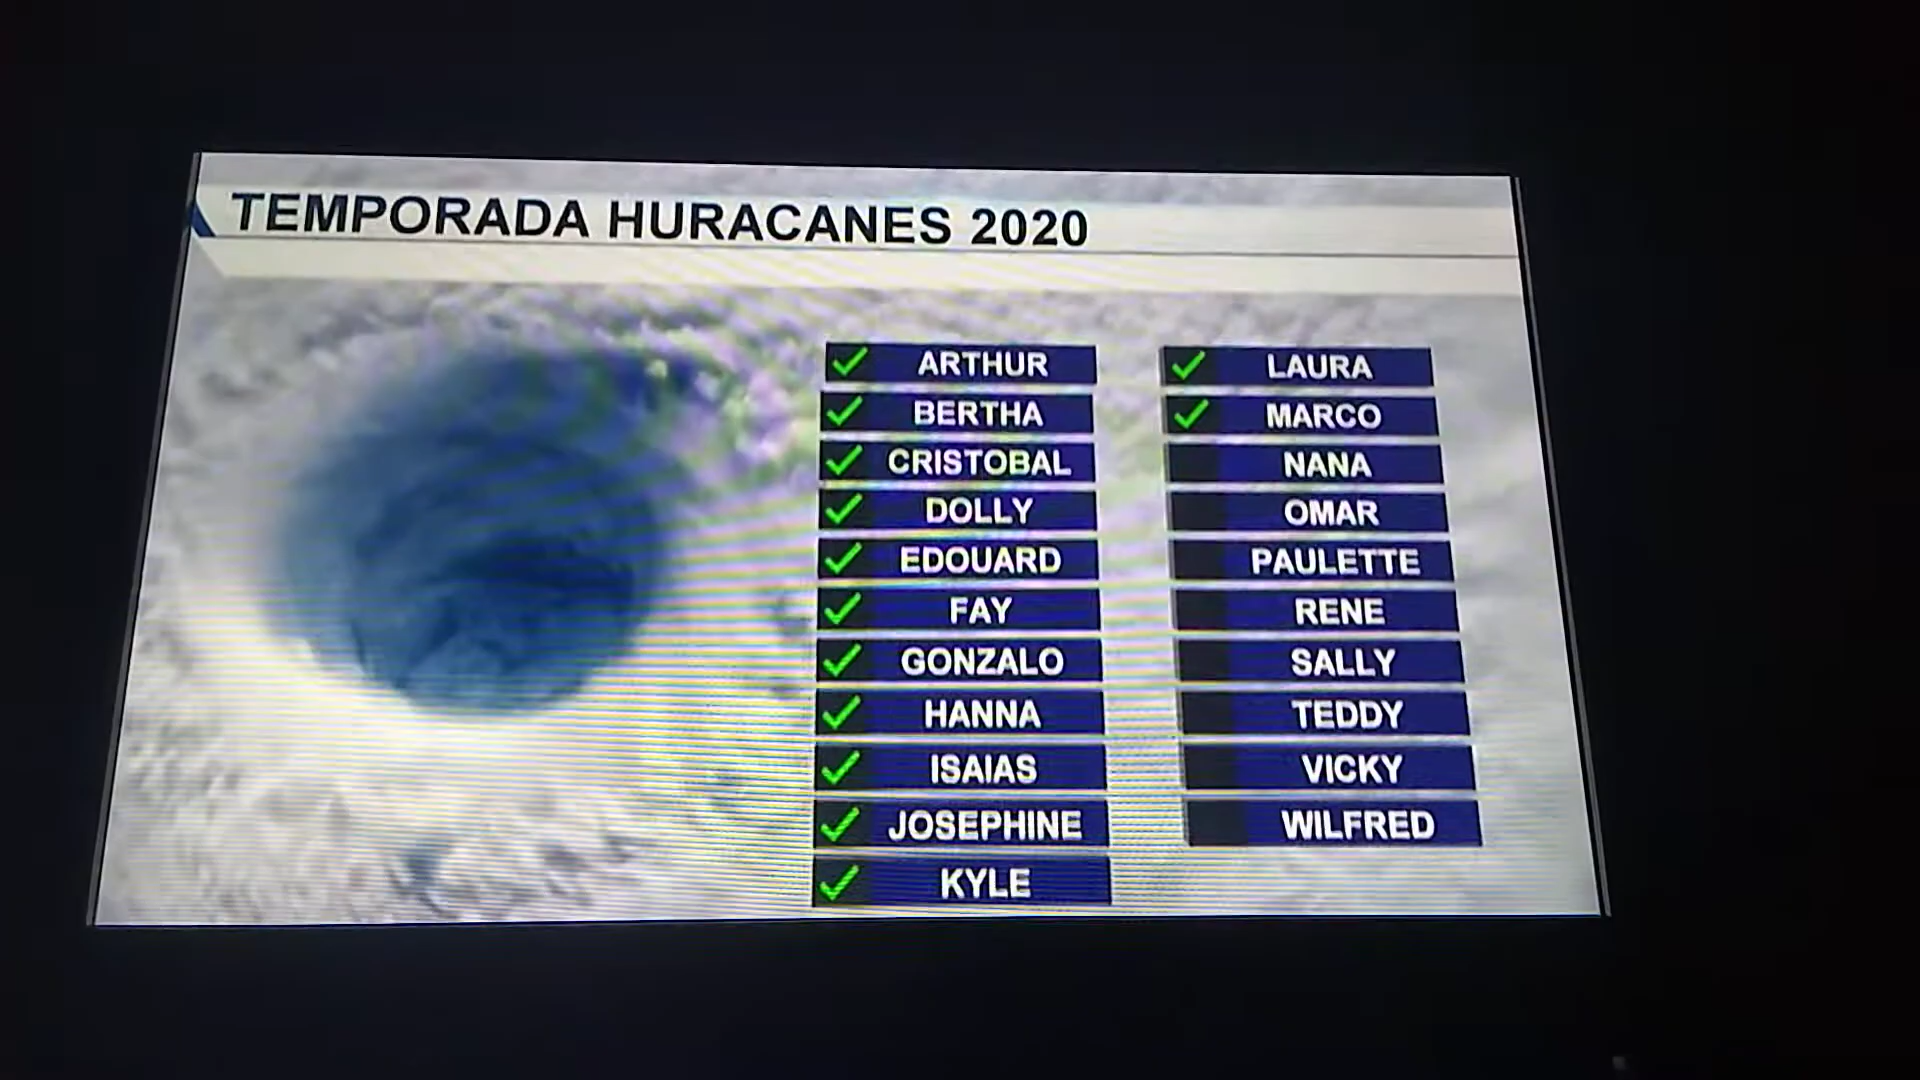 TEMPORADA HURACANES 2020
ARTHUR
BERTHA
CRISTOBAL
DOLLY
EDOUARD
FAY
GONZALO
HANNA
ISAIAS
JOSEPHINE
KYLE
LAURA
MARCO
NANA
OMAR
PAULETTE
RENE
SALLY
TEDDY
VICKY
WILFRED